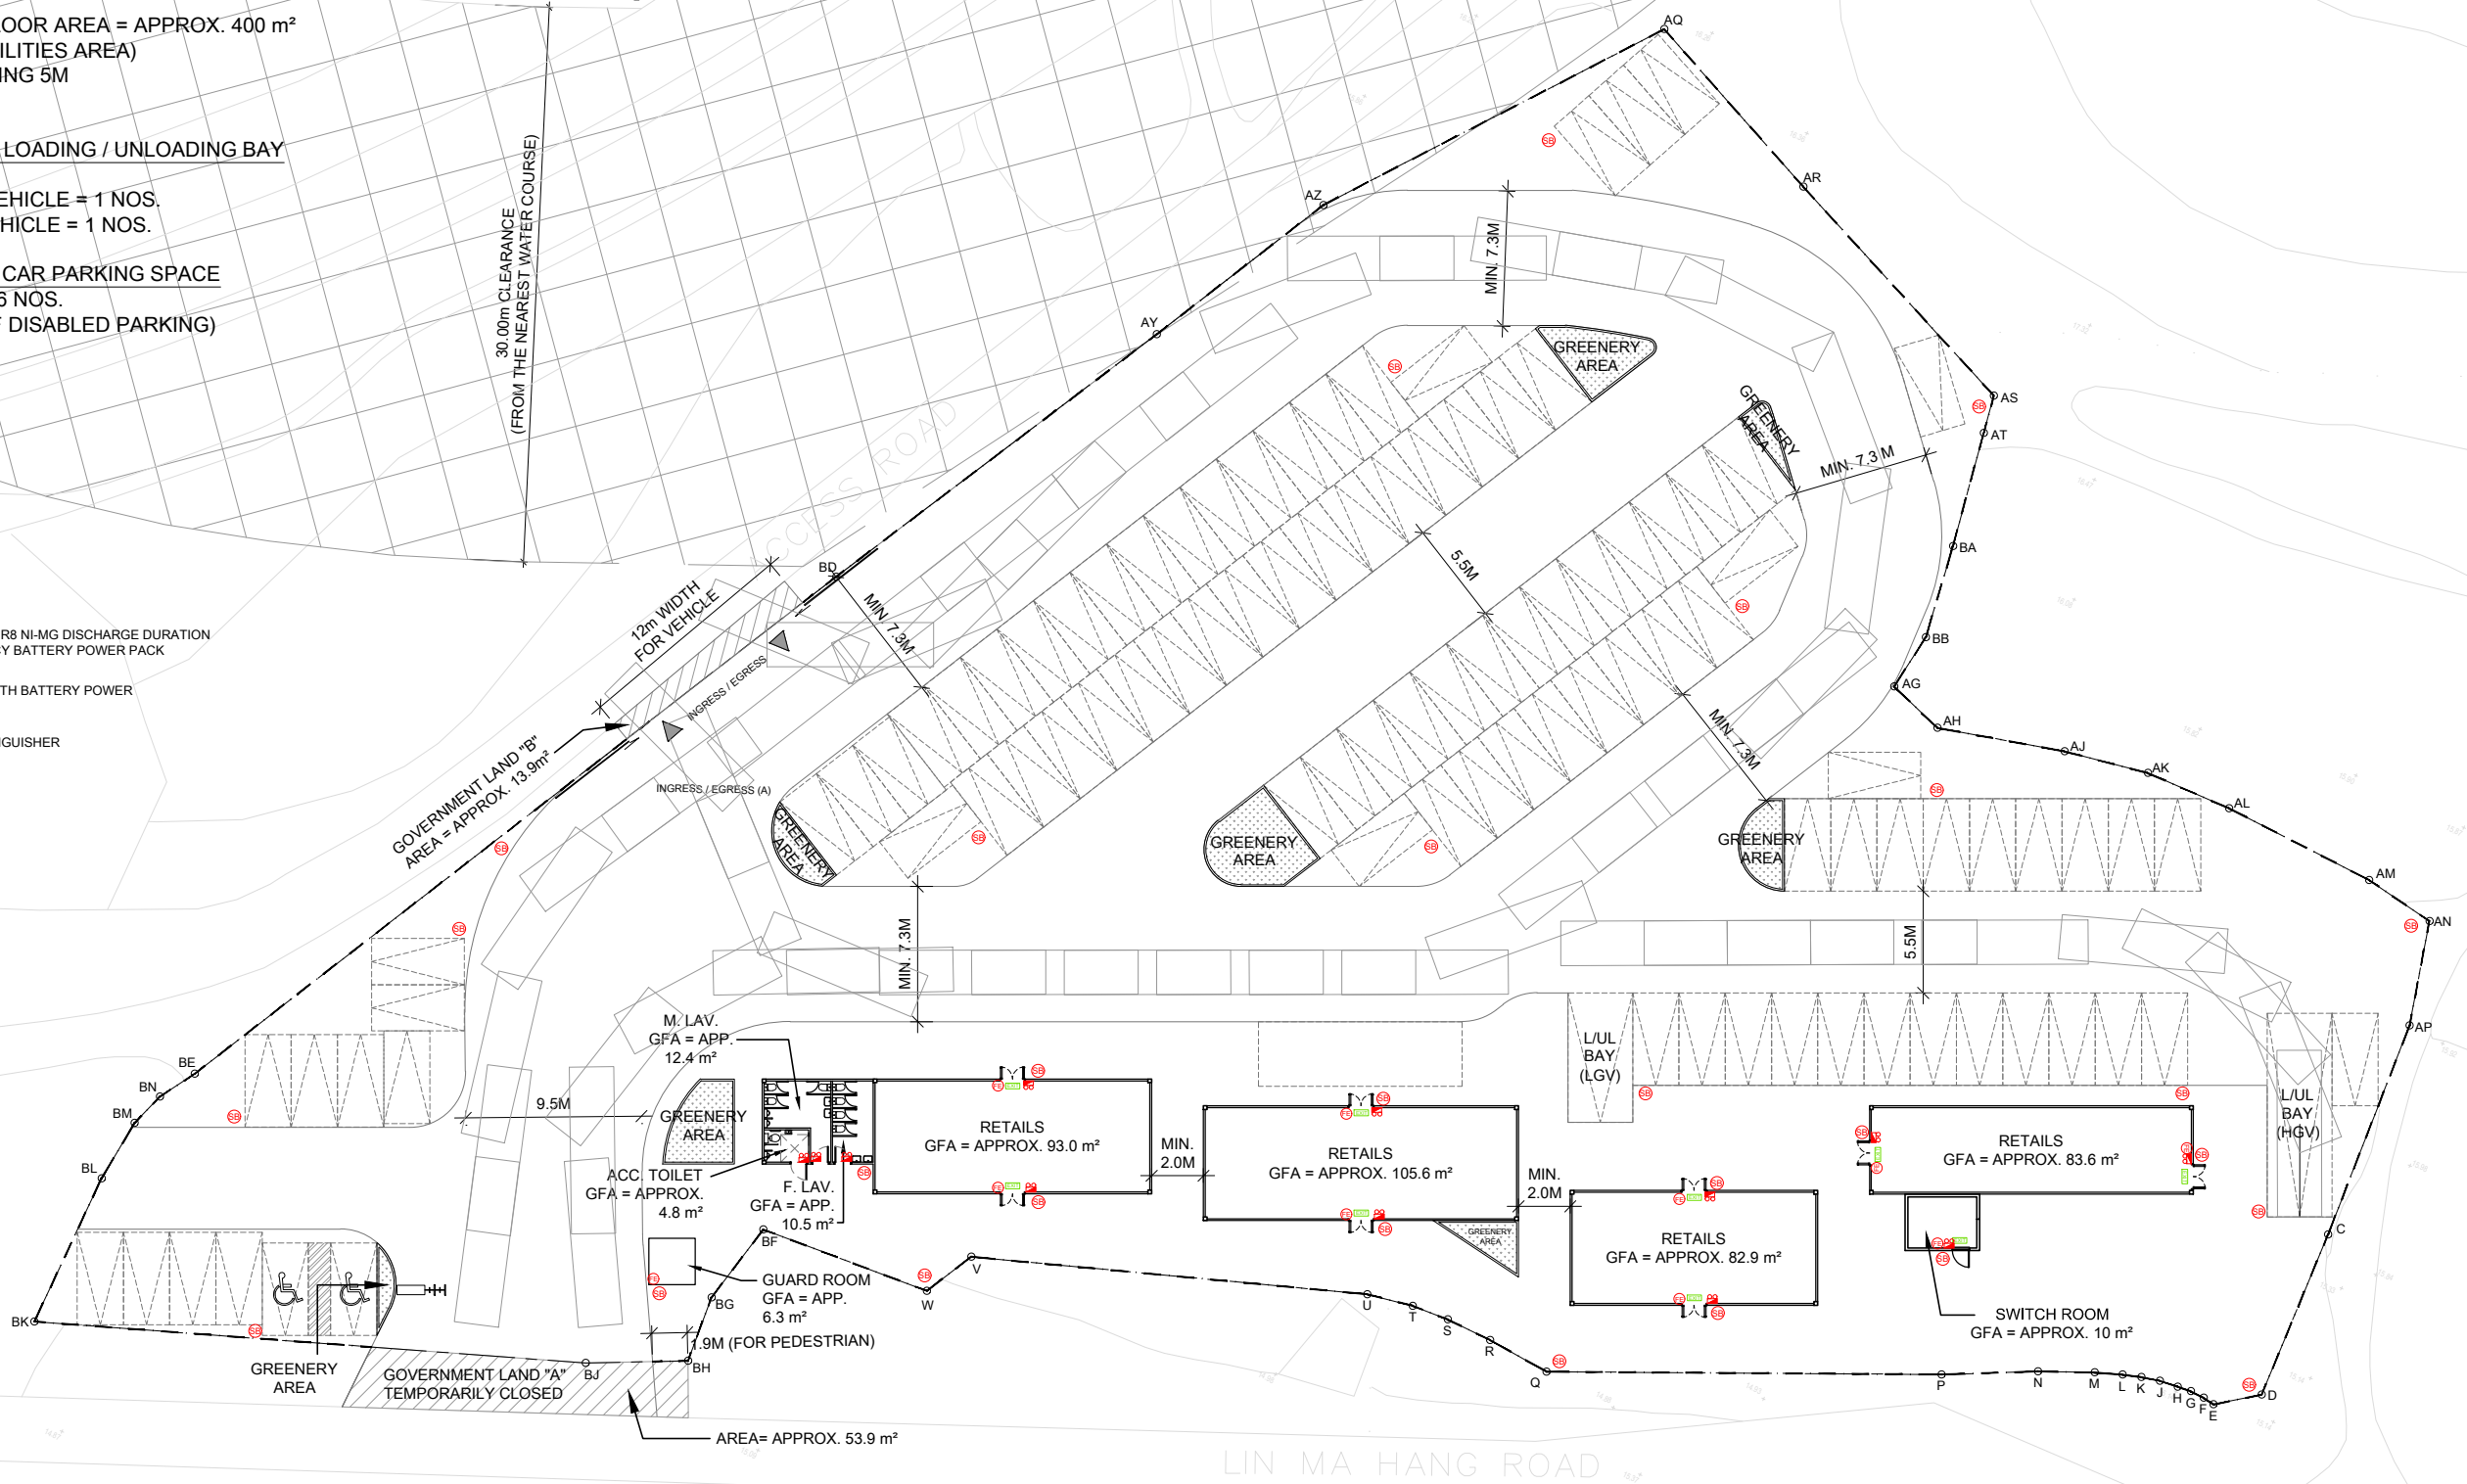 LOOR AREA = APPROX. 400 m²
ILITIES AREA)
ING 5M
LOADING / UNLOADING BAY
EHICLE = 1 NOS.
HICLE = 1 NOS.
CAR PARKING SPACE
6 NOS.
F DISABLED PARKING)
30.00m CLEARANCE
(FROM THE NEAREST WATER COURSE)
R8 NI-MG DISCHARGE DURATION
CY BATTERY POWER PACK
TH BATTERY POWER
NGUISHER
ACCESS ROAD
12m WIDTH
FOR VEHICLE
INGRESS / EGRESS
INGRESS / EGRESS (A)
GOVERNMENT LAND "B"
AREA = APPROX. 13.9m²
AQ
AR
AZ
AY
BD
AS
AT
BA
BB
AG
AH
AJ
AK
AL
AM
AN
AP
C
D
E
F
G
H
J
K
L
M
N
P
Q
R
S
T
U
V
W
BF
BG
BH
BJ
BK
BL
BM
BN
BE
MIN. 7.3M
GREENERY
AREA
GREENERY
AREA
MIN. 7.3 M
5.5M
MIN. 7.3M
MIN. 7.3M
GREENERY
AREA
GREENERY
AREA
GREENERY
AREA
MIN. 7.3M
5.5M
9.5M
GREENERY
AREA
M. LAV.
GFA = APP.
12.4 m²
ACC. TOILET
GFA = APPROX.
4.8 m²
F. LAV.
GFA = APP.
10.5 m²
RETAILS
GFA = APPROX. 93.0 m²
MIN.
2.0M
RETAILS
GFA = APPROX. 105.6 m²
GREENERY
AREA
MIN.
2.0M
RETAILS
GFA = APPROX. 82.9 m²
RETAILS
GFA = APPROX. 83.6 m²
L/UL
BAY
(LGV)
L/UL
BAY
(HGV)
SWITCH ROOM
GFA = APPROX. 10 m²
GUARD ROOM
GFA = APP.
6.3 m²
1.9M (FOR PEDESTRIAN)
GREENERY
AREA
GOVERNMENT LAND "A"
TEMPORARILY CLOSED
AREA= APPROX. 53.9 m²
LIN MA HANG ROAD